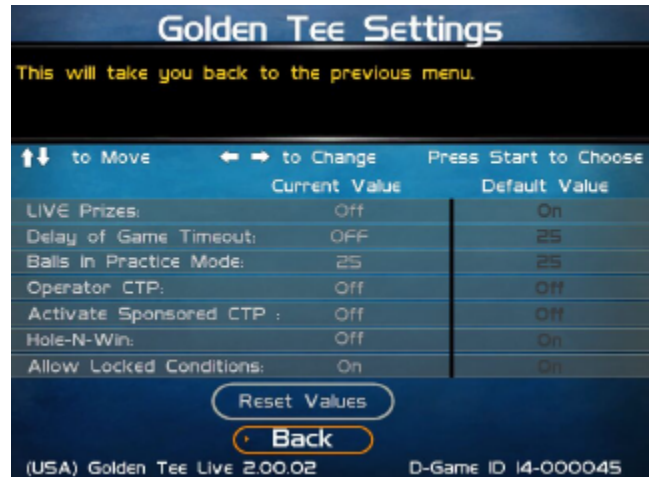 Golden Tee Settings
This will take you back to the previous menu.
to Move to Change Press Start to Choose
Current Value Default Value
LIVE Prizes: Off On
Delay of Game Timeout: OFF 25
Balls in Practice Mode: 25 25
Operator CTP: Off Off
Activate Sponsored CTP : Off Off
Hole-N-Win: Off On
Allow Locked Conditions: On On
Reset Values
Back
(USA) Golden Tee Live 2.00.02 D-Game ID 14-000045